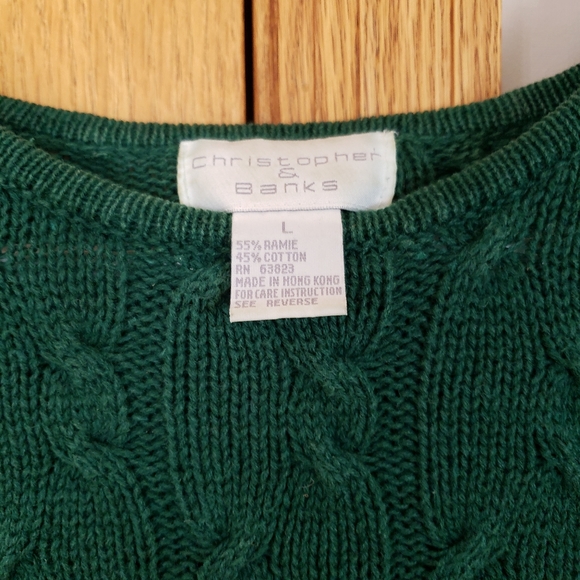 Christopher
&
Banks
L
55% RAMIE
45% COTTON
RN 63823
MADE IN HONG KONG
FOR CARE INSTRUCTION
SEE REVERSE